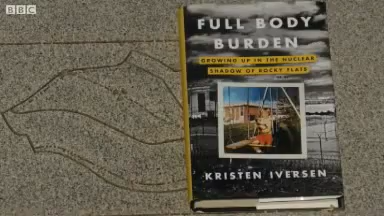 BBC
FULL BODY
BURDEN
GROWING UP IN THE NUCLEAR
SHADOW OF ROCKY FLATS
KRISTEN IVERSEN